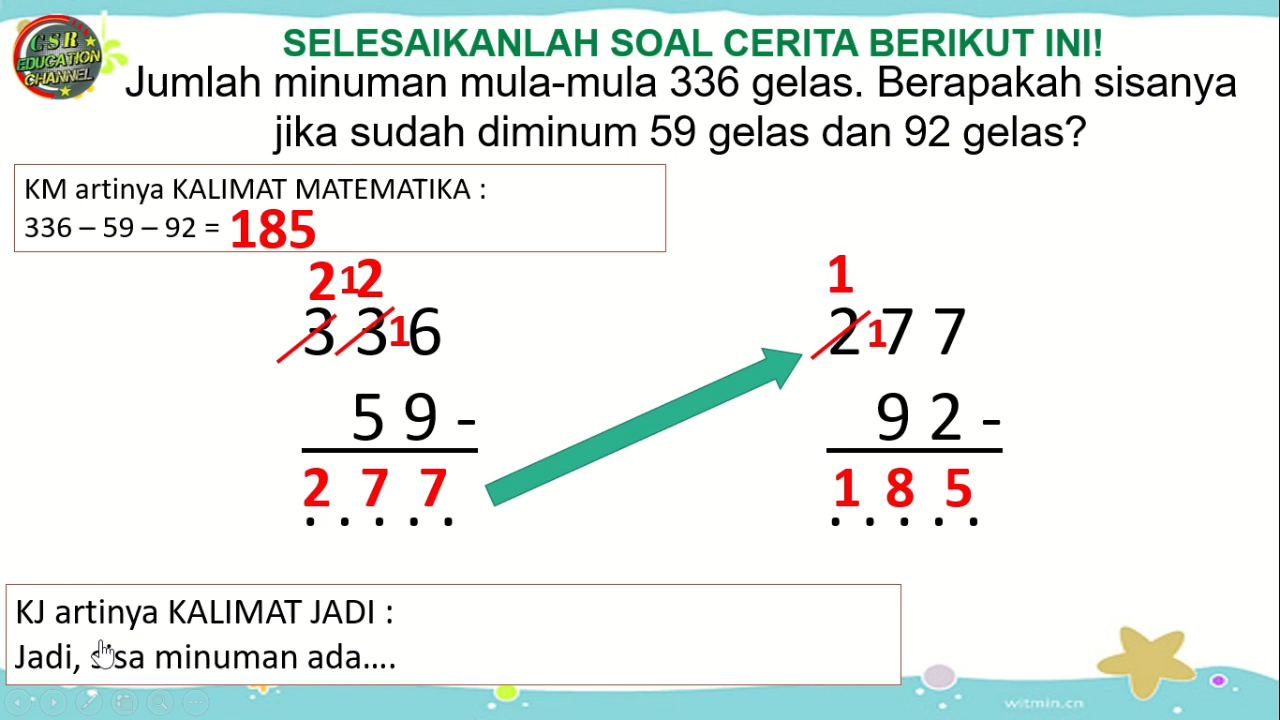 GSR
EDUCATION
CHANNEL
SELESAIKANLAH SOAL CERITA BERIKUT INI!
Jumlah minuman mula-mula 336 gelas. Berapakah sisanya
jika sudah diminum 59 gelas dan 92 gelas?
KM artinya KALIMAT MATEMATIKA :
336 – 59 – 92 = 185
2 1 2
3 3 1 6
5 9 -
2 7 7
. . . . .
1
2 1 7 7
9 2 -
1 8 5
. . . . .
KJ artinya KALIMAT JADI :
Jadi, sisa minuman ada....
witmin.cn